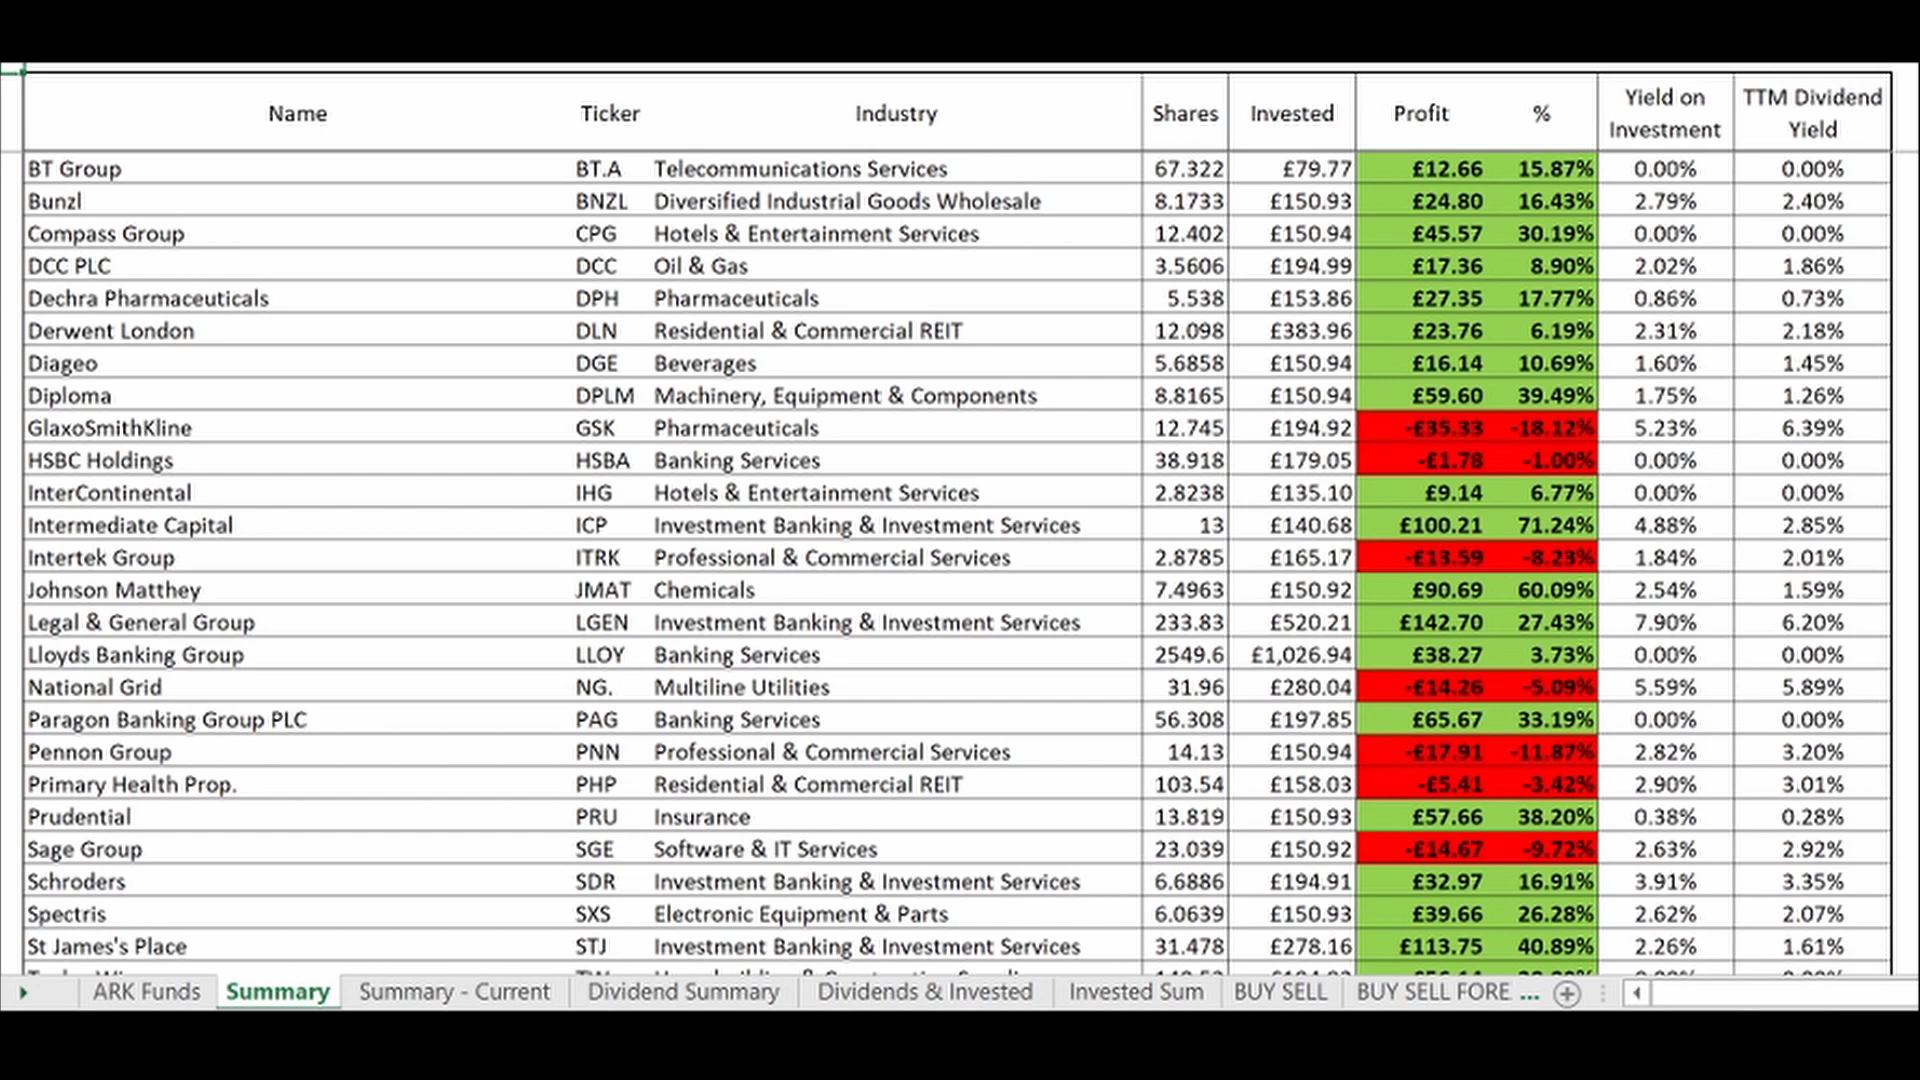 Name Ticker Industry Shares Invested Profit % Yield on Investment TTM Dividend Yield
BT Group BT.A Telecommunications Services 67.322 £79.77 £12.66 15.87% 0.00% 0.00%
Bunzl BNZL Diversified Industrial Goods Wholesale 8.1733 £150.93 £24.80 16.43% 2.79% 2.40%
Compass Group CPG Hotels & Entertainment Services 12.402 £150.94 £45.57 30.19% 0.00% 0.00%
DCC PLC DCC Oil & Gas 3.5606 £194.99 £17.36 8.90% 2.02% 1.86%
Dechra Pharmaceuticals DPH Pharmaceuticals 5.538 £153.86 £27.35 17.77% 0.86% 0.73%
Derwent London DLN Residential & Commercial REIT 12.098 £383.96 £23.76 6.19% 2.31% 2.18%
Diageo DGE Beverages 5.6858 £150.94 £16.14 10.69% 1.60% 1.45%
Diploma DPLM Machinery, Equipment & Components 8.8165 £150.94 £59.60 39.49% 1.75% 1.26%
GlaxoSmithKline GSK Pharmaceuticals 12.745 £194.92 -£35.33 -18.12% 5.23% 6.39%
HSBC Holdings HSBA Banking Services 38.918 £179.05 -£1.78 -1.00% 0.00% 0.00%
InterContinental IHG Hotels & Entertainment Services 2.8238 £135.10 £9.14 6.77% 0.00% 0.00%
Intermediate Capital ICP Investment Banking & Investment Services 13 £140.68 £100.21 71.24% 4.88% 2.85%
Intertek Group ITRK Professional & Commercial Services 2.8785 £165.17 -£13.59 -8.23% 1.84% 2.01%
Johnson Matthey JMAT Chemicals 7.4963 £150.92 £90.69 60.09% 2.54% 1.59%
Legal & General Group LGEN Investment Banking & Investment Services 233.83 £520.21 £142.70 27.43% 7.90% 6.20%
Lloyds Banking Group LLOY Banking Services 2549.6 £1,026.94 £38.27 3.73% 0.00% 0.00%
National Grid NG. Multiline Utilities 31.96 £280.04 -£14.26 -5.09% 5.59% 5.89%
Paragon Banking Group PLC PAG Banking Services 56.308 £197.85 £65.67 33.19% 0.00% 0.00%
Pennon Group PNN Professional & Commercial Services 14.13 £150.94 -£17.91 -11.87% 2.82% 3.20%
Primary Health Prop. PHP Residential & Commercial REIT 103.54 £158.03 -£5.41 -3.42% 2.90% 3.01%
Prudential PRU Insurance 13.819 £150.93 £57.66 38.20% 0.38% 0.28%
Sage Group SGE Software & IT Services 23.039 £150.92 -£14.67 -9.72% 2.63% 2.92%
Schroders SDR Investment Banking & Investment Services 6.6886 £194.91 £32.97 16.91% 3.91% 3.35%
Spectris SXS Electronic Equipment & Parts 6.0639 £150.93 £39.66 26.28% 2.62% 2.07%
St James's Place STJ Investment Banking & Investment Services 31.478 £278.16 £113.75 40.89% 2.26% 1.61%
ARK Funds Summary Summary - Current Dividend Summary Dividends & Invested Invested Sum BUY SELL BUY SELL FORE ...